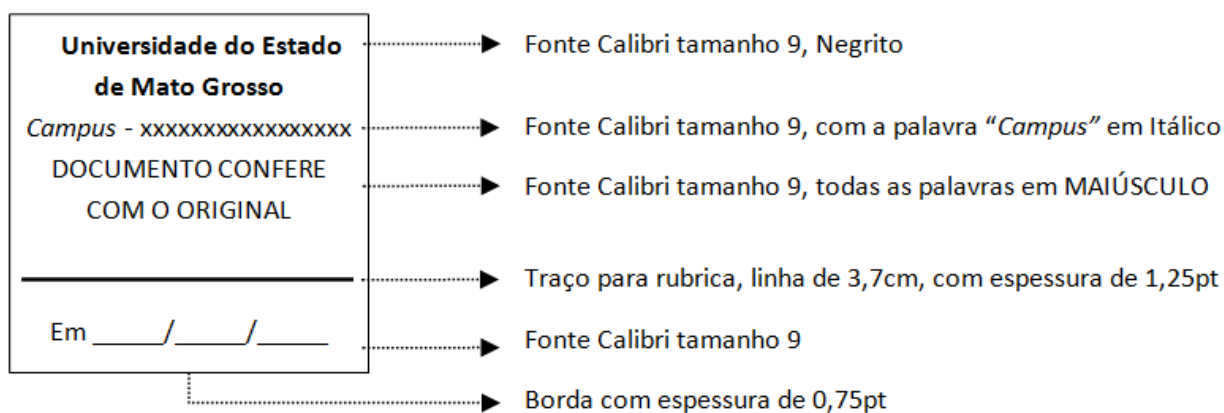 Universidade do Estado
de Mato Grosso
Campus - xxxxxxxxxxxxxxxxx
DOCUMENTO CONFERE
COM O ORIGINAL
Em _____/_____/_____
Fonte Calibri tamanho 9, Negrito
Fonte Calibri tamanho 9, com a palavra “Campus” em Itálico
Fonte Calibri tamanho 9, todas as palavras em MAIÚSCULO
Traço para rubrica, linha de 3,7cm, com espessura de 1,25pt
Fonte Calibri tamanho 9
Borda com espessura de 0,75pt